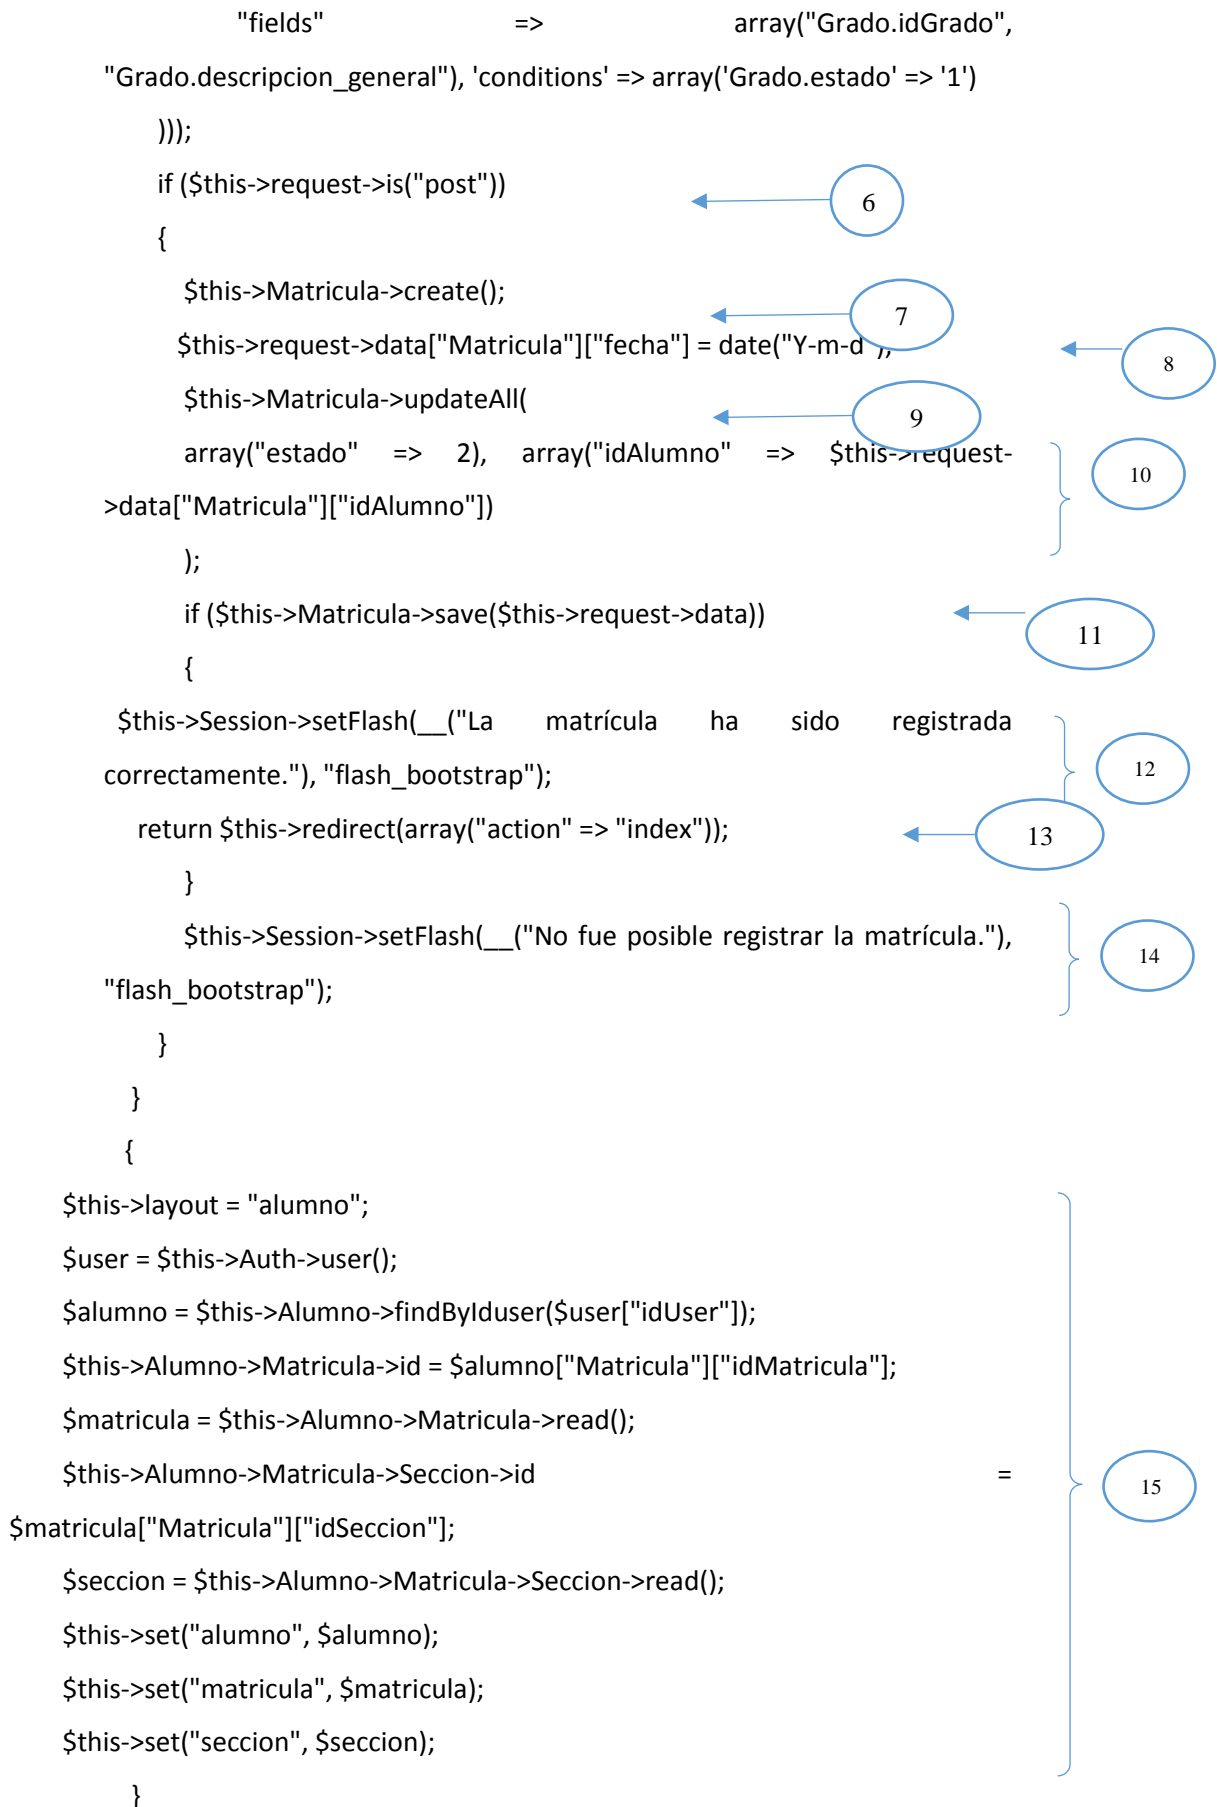 "fields" => array("Grado.idGrado",
"Grado.descripcion_general"), 'conditions' => array('Grado.estado' => '1')
)));
if ($this->request->is("post"))
6
{
$this->Matricula->create();
7
$this->request->data["Matricula"]["fecha"] = date("Y-m-d");
8
$this->Matricula->updateAll(
9
array("estado" => 2), array("idAlumno" => $this->request-
10
>data["Matricula"]["idAlumno"])
);
if ($this->Matricula->save($this->request->data))
11
{
$this->Session->setFlash(__("La matrícula ha sido registrada
12
correctamente."), "flash_bootstrap");
return $this->redirect(array("action" => "index"));
13
}
$this->Session->setFlash(__("No fue posible registrar la matrícula."),
14
"flash_bootstrap");
}
}
{
$this->layout = "alumno";
$user = $this->Auth->user();
$alumno = $this->Alumno->findByIduser($user["idUser"]);
$this->Alumno->Matricula->id = $alumno["Matricula"]["idMatricula"];
$matricula = $this->Alumno->Matricula->read();
$this->Alumno->Matricula->Seccion->id =
15
$matricula["Matricula"]["idSeccion"];
$seccion = $this->Alumno->Matricula->Seccion->read();
$this->set("alumno", $alumno);
$this->set("matricula", $matricula);
$this->set("seccion", $seccion);
}